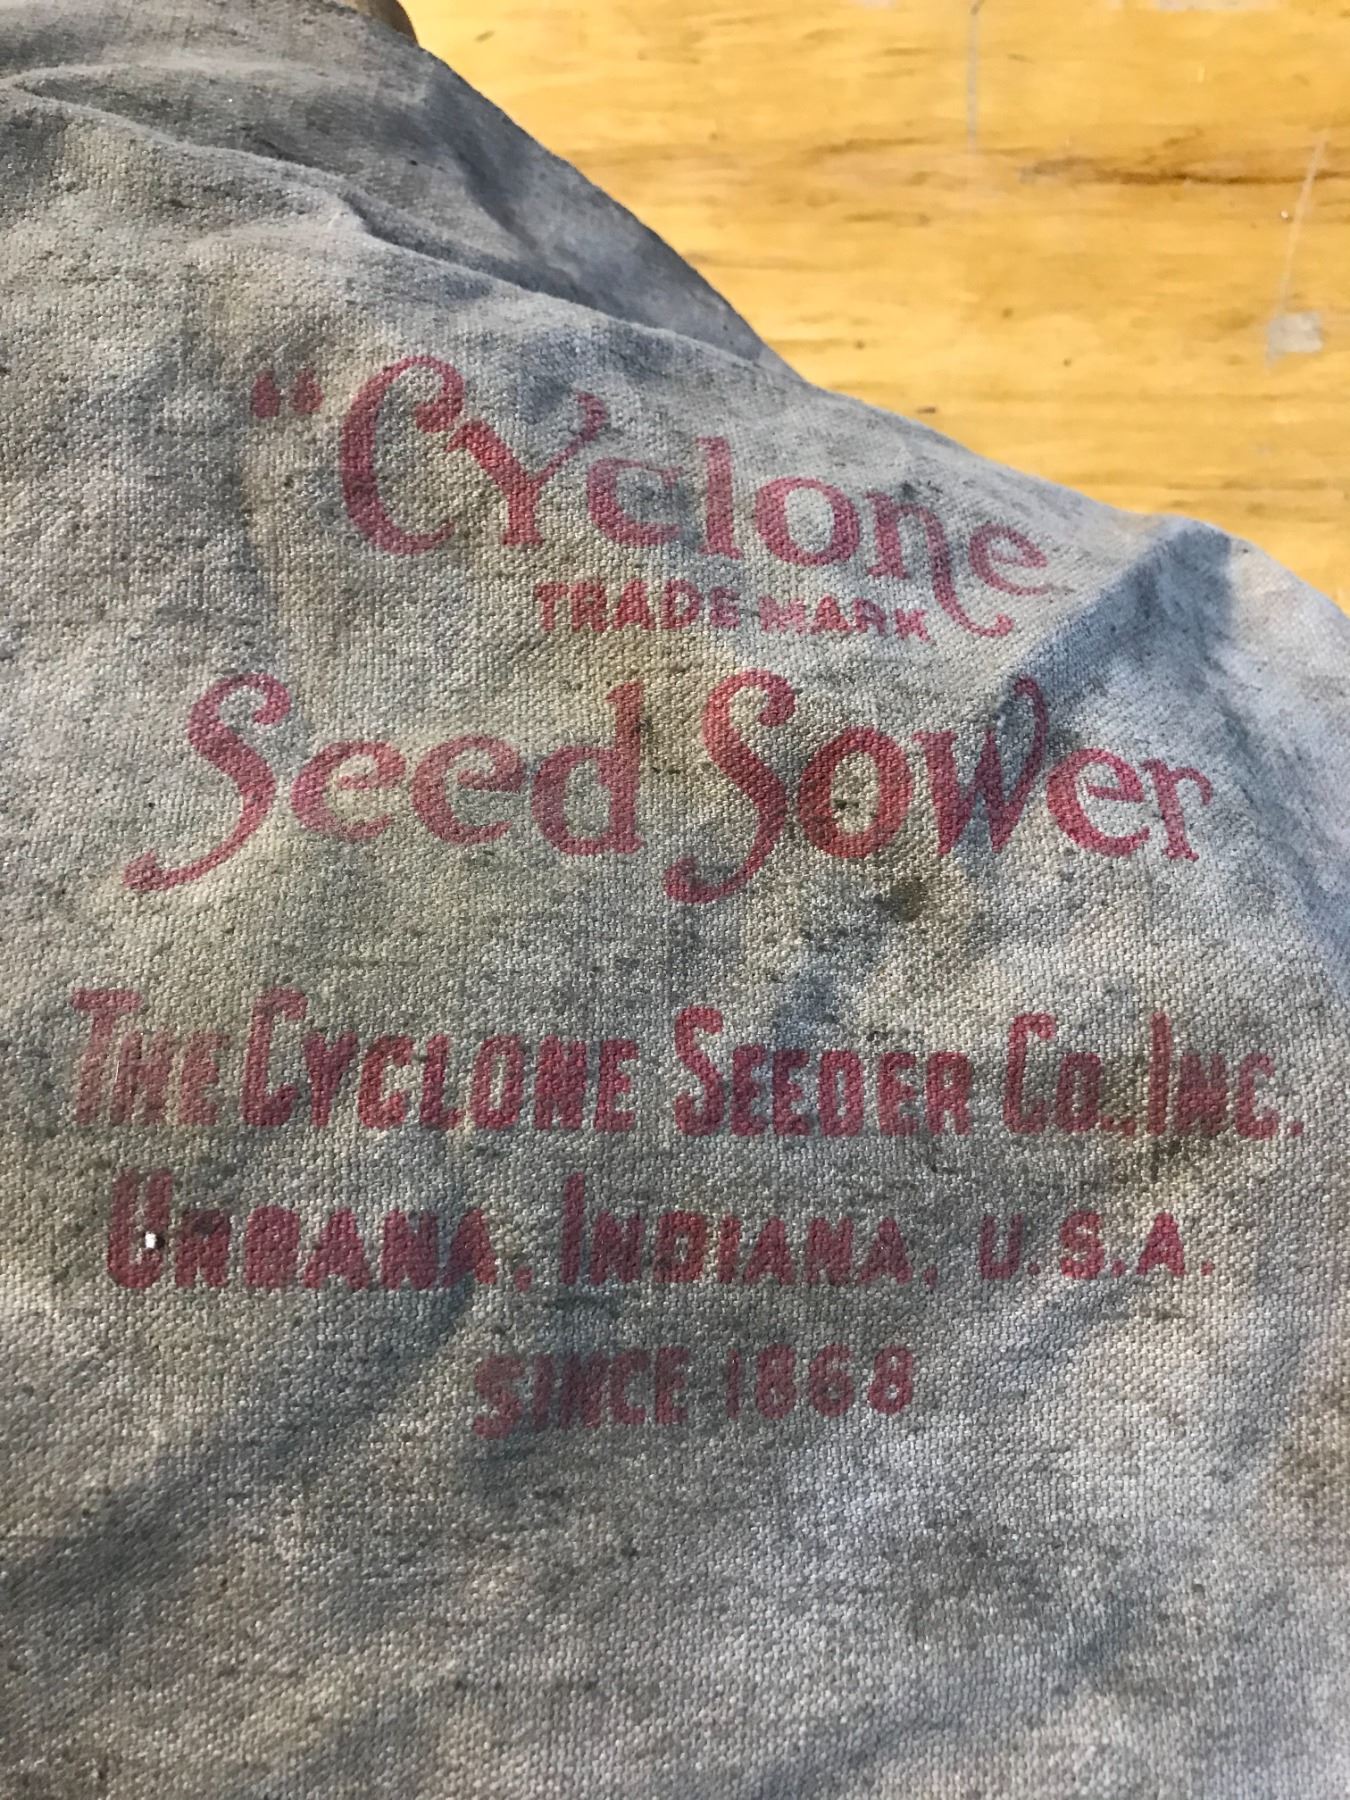 “Cyclone
TRADE-MARK
Seed Sower
THE CYCLONE SEEDER CO., INC.
URBANA, INDIANA, U.S.A.
SINCE 1868